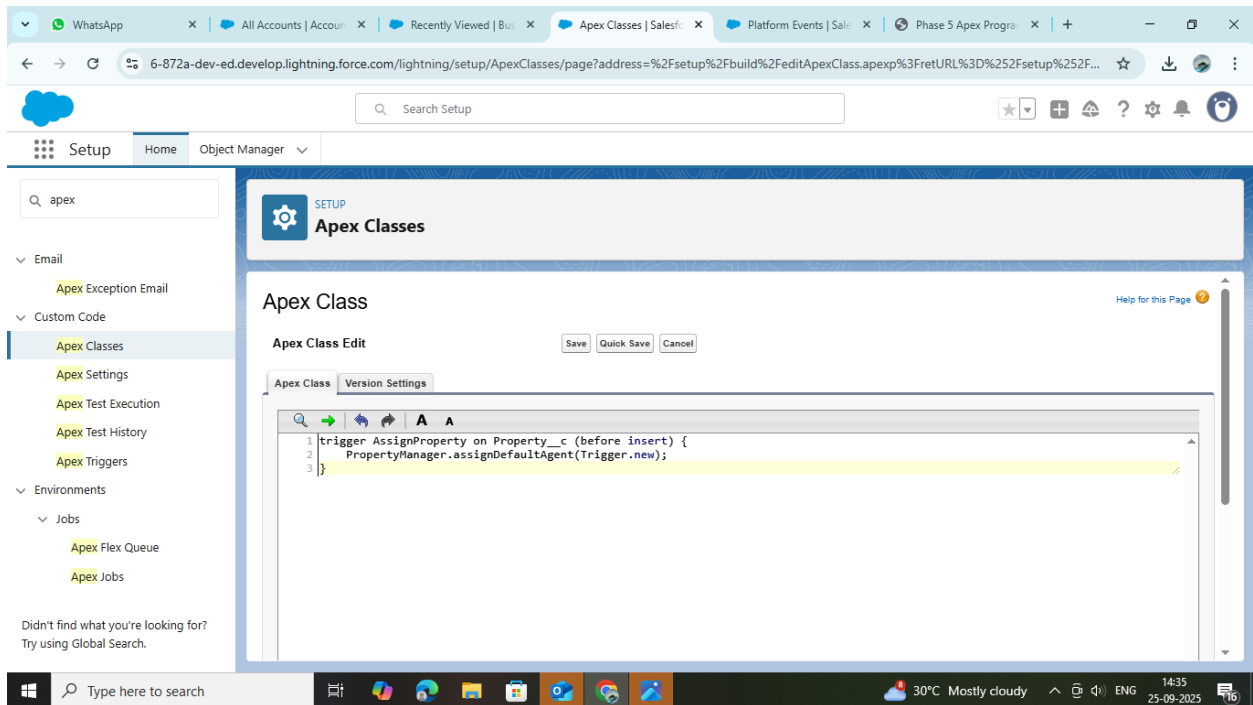 WhatsApp
All Accounts | Accoun
Recently Viewed | Bus
Apex Classes | Salesfo
Platform Events | Sale
Phase 5 Apex Progra
6-872a-dev-ed.develop.lightning.force.com/lightning/setup/ApexClasses/page?address=%2Fsetup%2Fbuild%2FeditApexClass.apexp%3FretURL%3D%252Fsetup%252F...
Search Setup
Setup
Home
Object Manager
apex
SETUP
Apex Classes
Email
Apex Exception Email
Custom Code
Apex Classes
Apex Settings
Apex Test Execution
Apex Test History
Apex Triggers
Environments
Jobs
Apex Flex Queue
Apex Jobs
Didn't find what you're looking for?
Try using Global Search.
Apex Class
Help for this Page
Apex Class Edit
Save Quick Save Cancel
Apex Class Version Settings
A A
1 trigger AssignProperty on Property__c (before insert) {
2 PropertyManager.assignDefaultAgent(Trigger.new);
3 }
Type here to search
30°C Mostly cloudy
ENG
14:35
25-09-2025
16